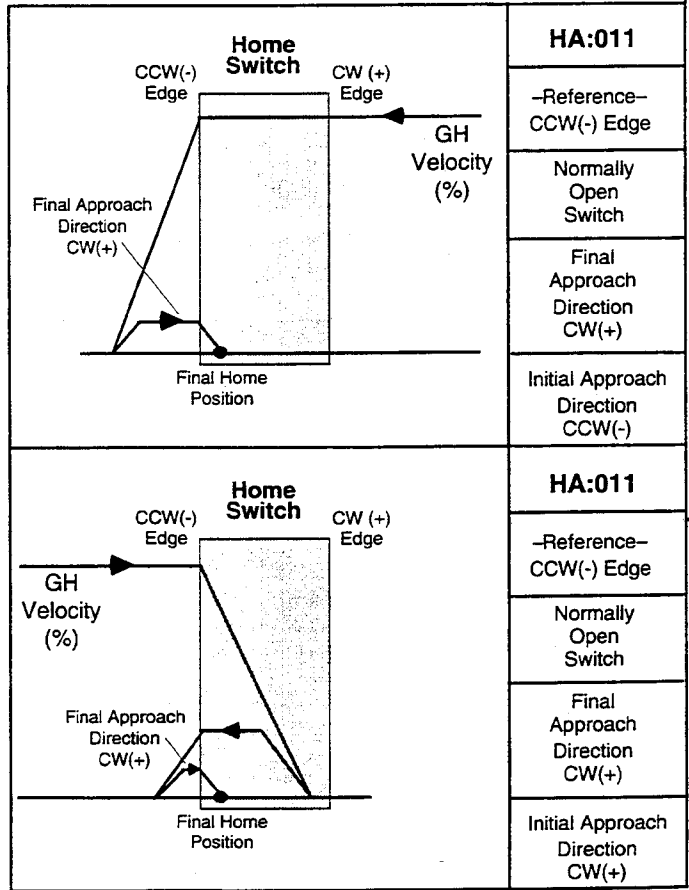 Home
Switch
CCW(-)
Edge
CW (+)
Edge
GH
Velocity
(%)
Final Approach
Direction
CW(+)
Final Home
Position
HA:011
–Reference–
CCW(-) Edge
Normally
Open
Switch
Final
Approach
Direction
CW(+)
Initial Approach
Direction
CCW(-)
Home
Switch
CCW(-)
Edge
CW (+)
Edge
GH
Velocity
(%)
Final Approach
Direction
CW(+)
Final Home
Position
HA:011
–Reference–
CCW(-) Edge
Normally
Open
Switch
Final
Approach
Direction
CW(+)
Initial Approach
Direction
CW(+)